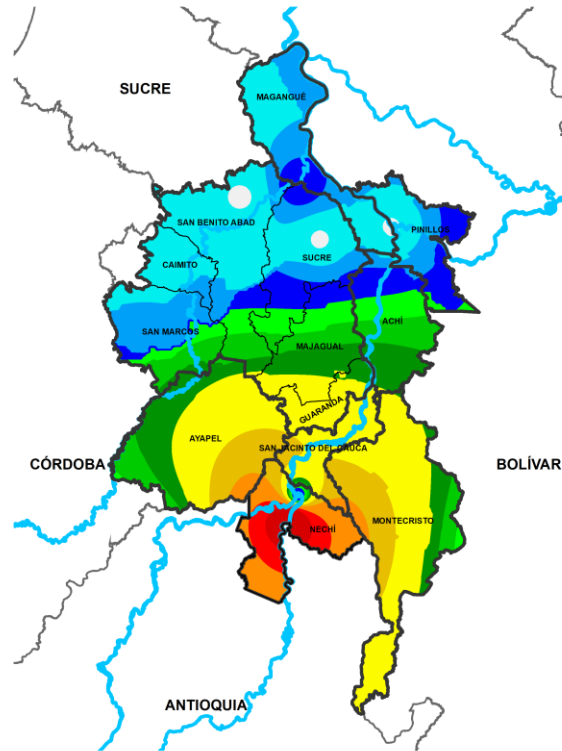 SUCRE
MAGANGUÉ
SAN BENITO ABAD
PINILLOS
SUCRE
CAIMITO
SAN MARCOS
ACHÍ
MAJAGUAL
GUARANDA
AYAPEL
SAN JACINTO DEL CAUCA
CÓRDOBA
BOLÍVAR
MONTECRISTO
NECHÍ
ANTIOQUIA